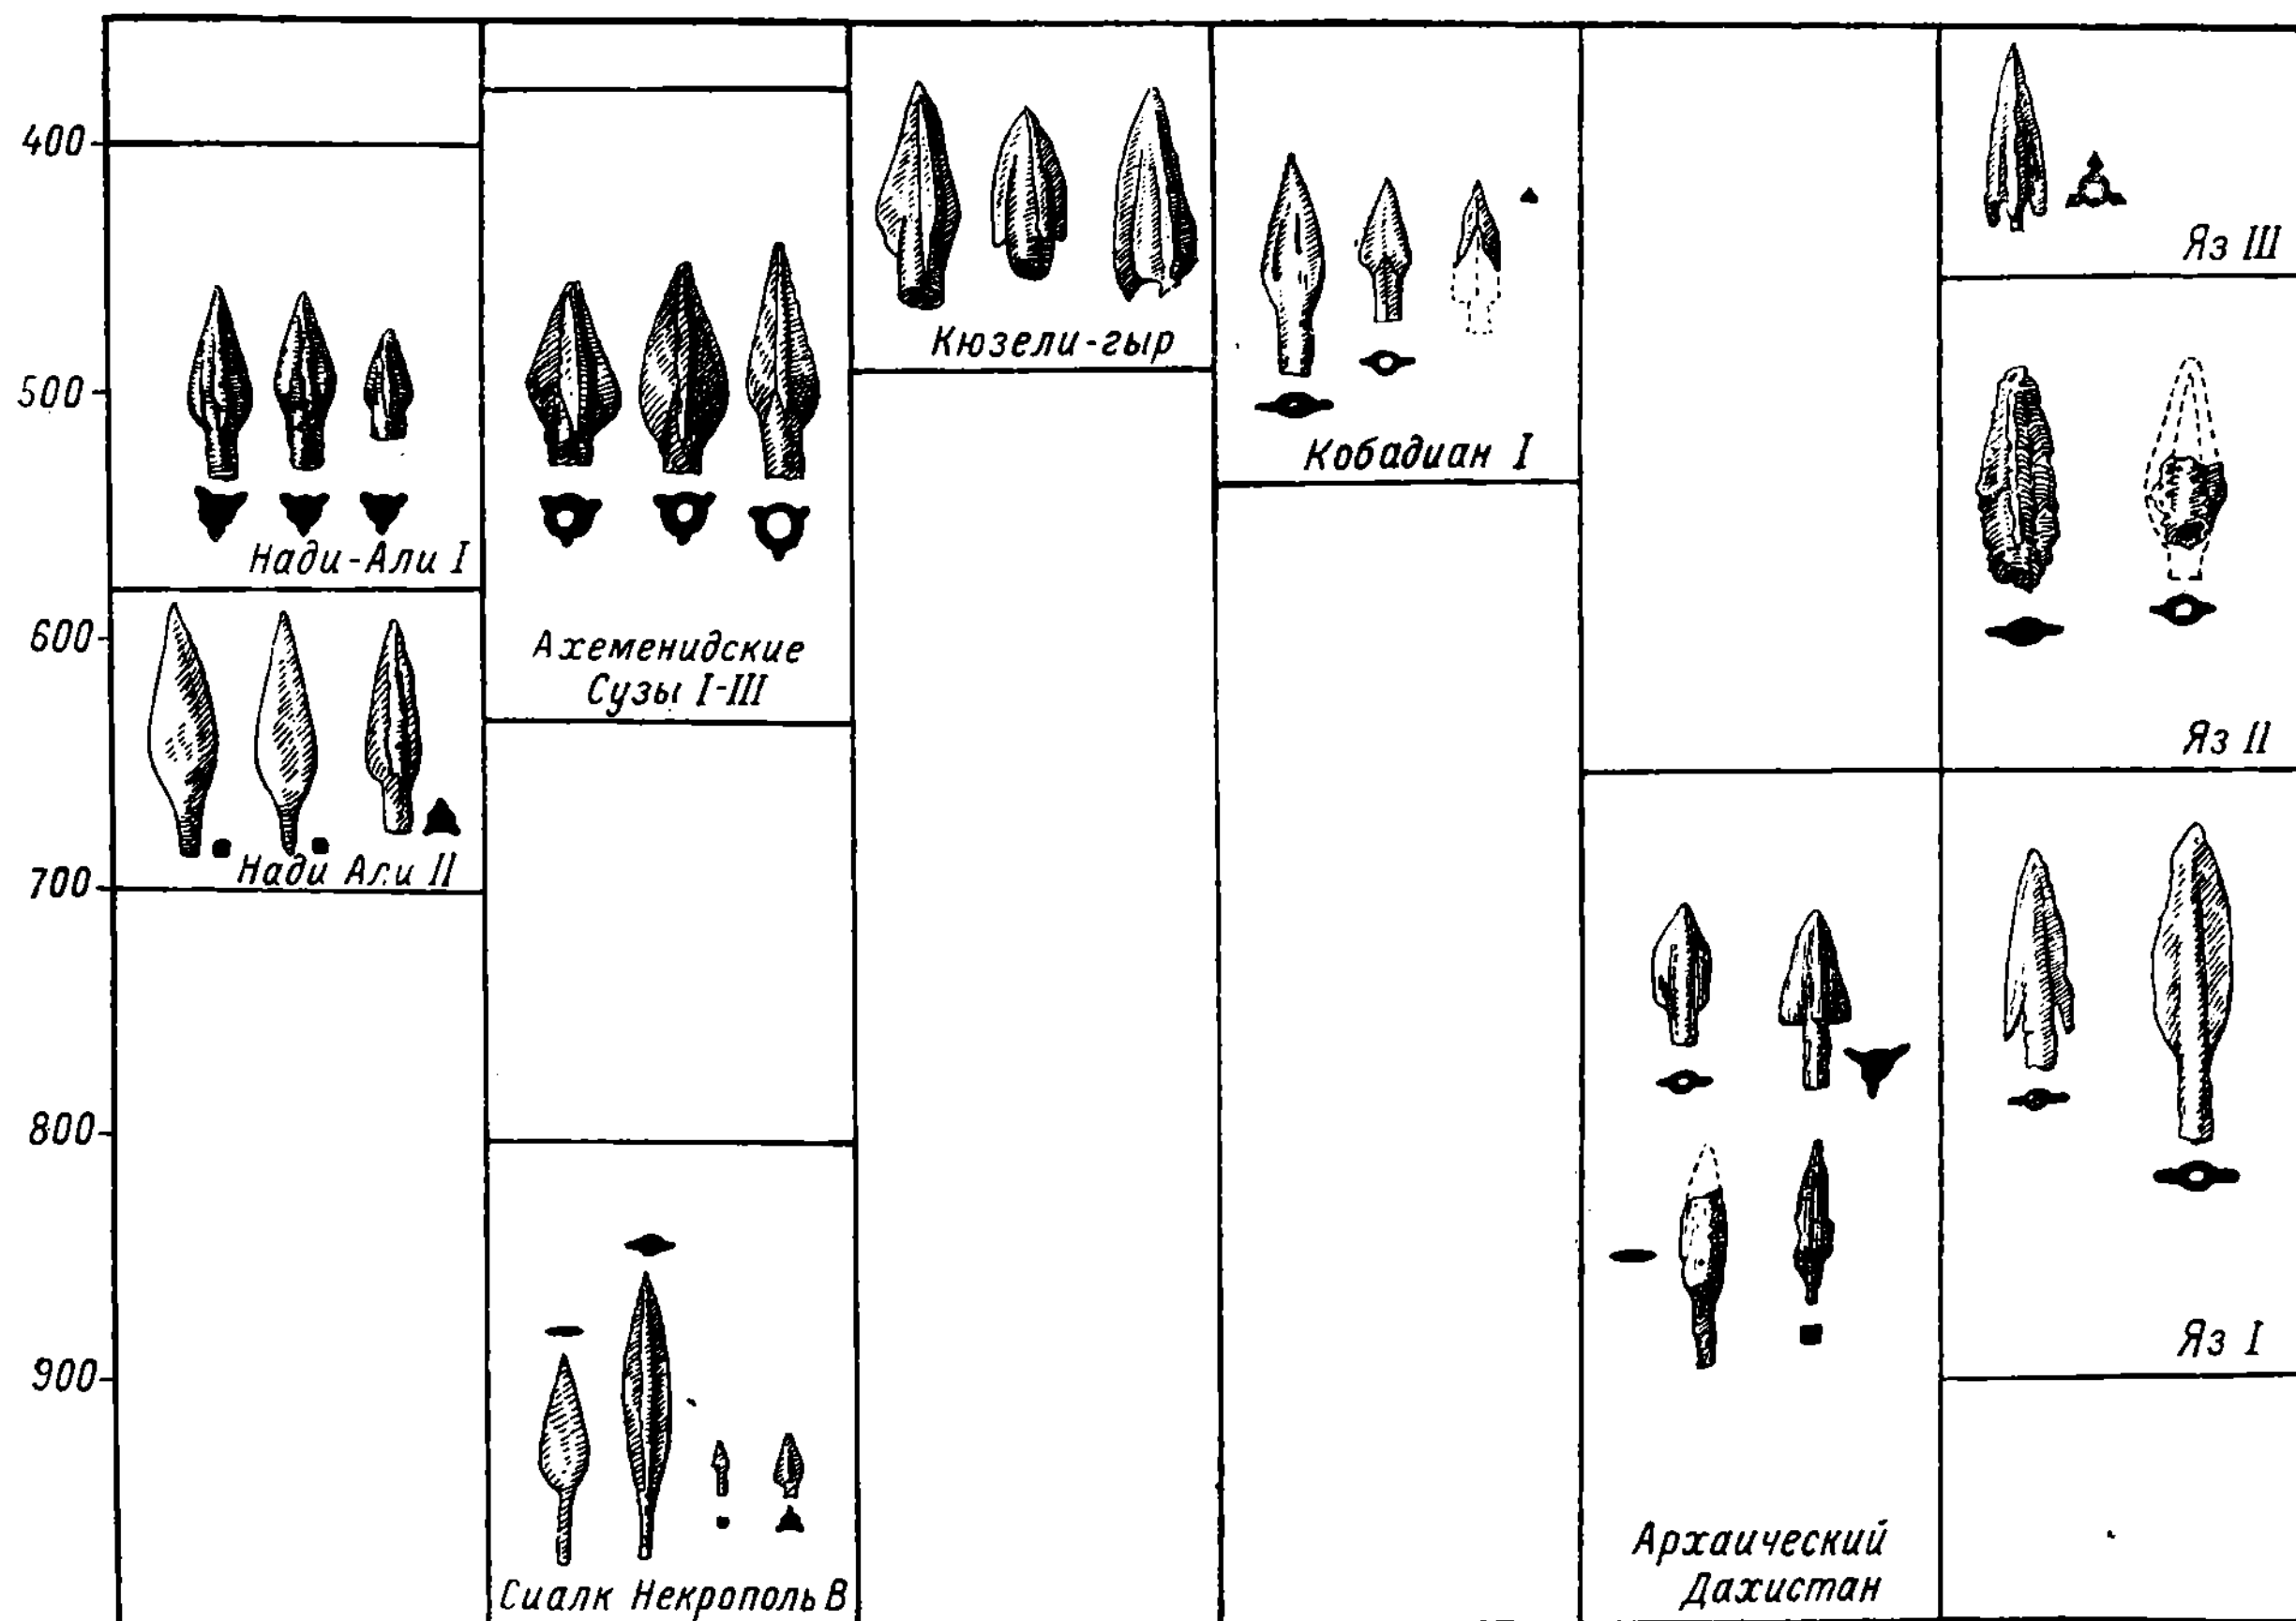 400
500
600
700
800
900
Нади-Али I
Нади Али II
Ахеменидские
Сузы I-III
Сиалк Некрополь В
Кюзели-гыр
Кобадиан I
Архаический
Дахистан
Яз III
Яз II
Яз I